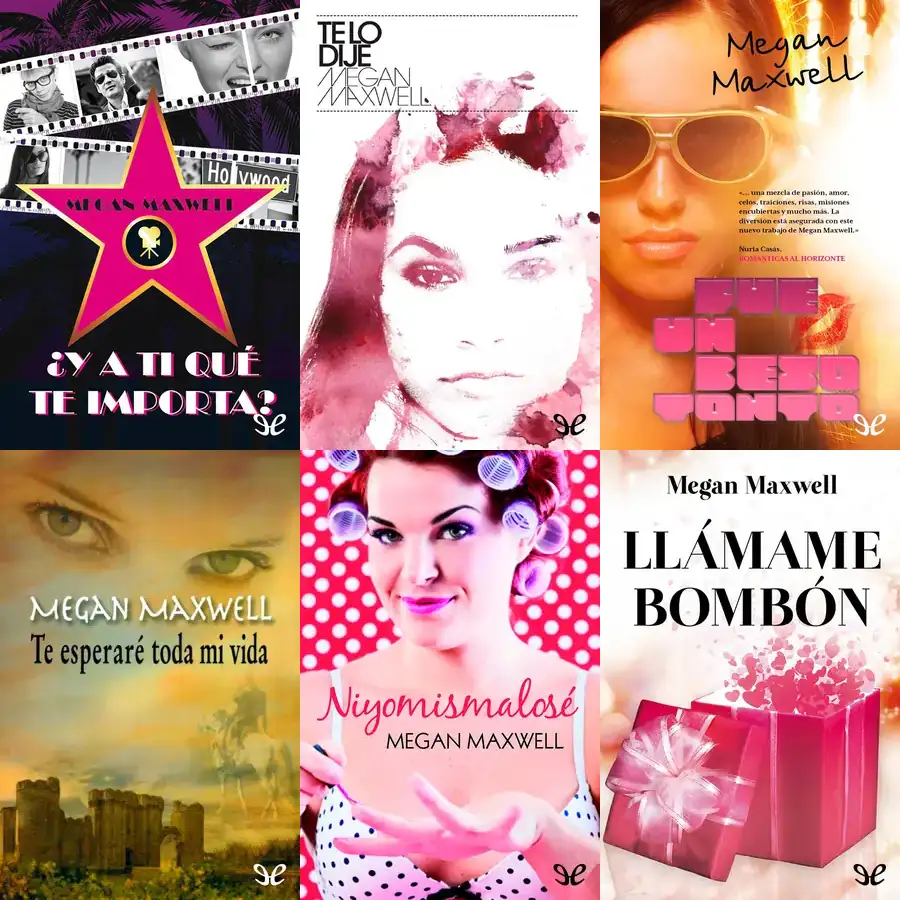 Ho
lywood
MEGAN MAXWELL
¿Y A TI QUÉ
TE IMPORTA?
TE LO
DIJE
MEGAN
MAXWELL
Megan
Maxwell
«... una mezcla de pasión, amor,
celos, traiciones, risas, misiones
encubiertas y mucho más. La
diversión está asegurada con este
nuevo trabajo de Megan Maxwell.»
Nuria Casás,
ROMÁNTICAS AL HORIZONTE
FUE
UN
BESO
TONTO
MEGAN MAXWELL
Te esperaré toda mi vida
Niyomismalosé
MEGAN MAXWELL
Megan Maxwell
LLÁMAME
BOMBÓN